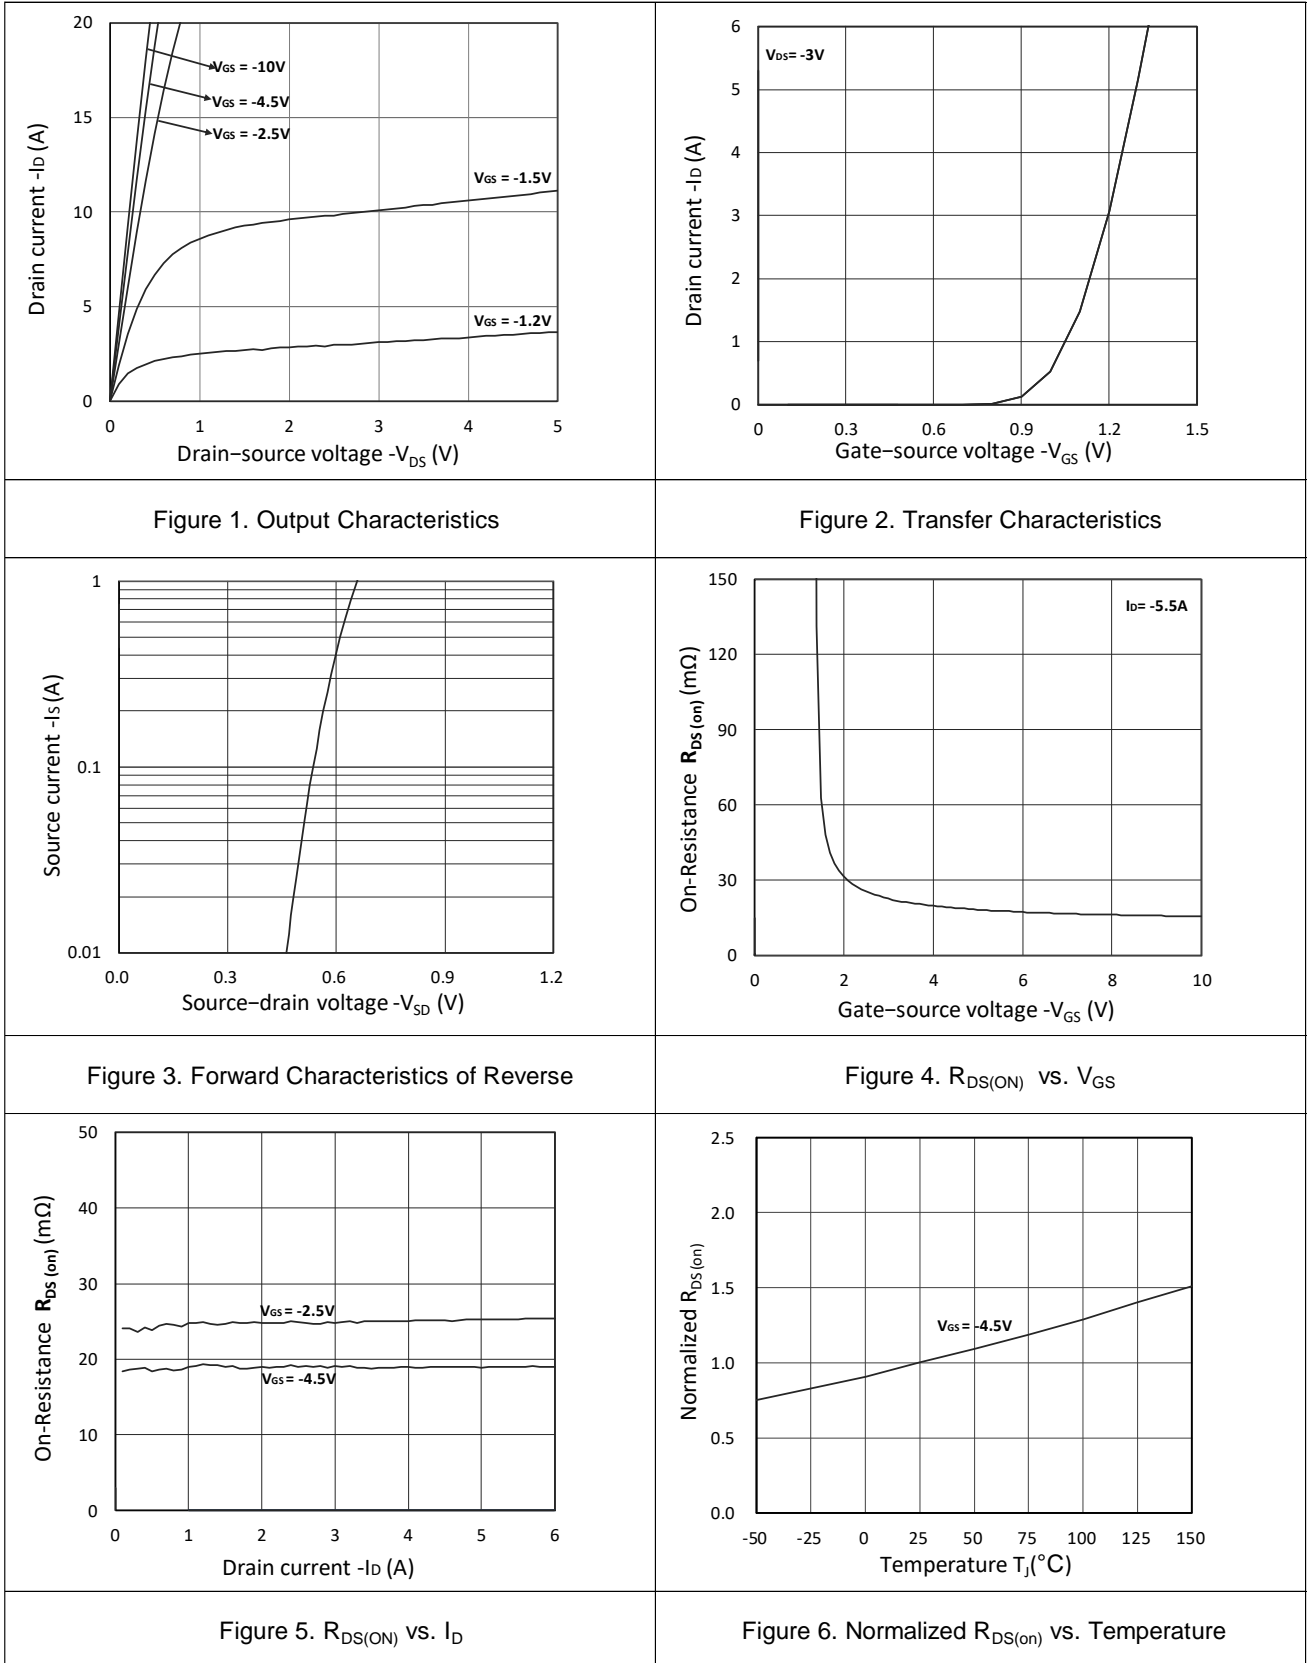 20
15
10
5
0
Drain current -ID (A)
VGS = -10V
VGS = -4.5V
VGS = -2.5V
VGS = -1.5V
VGS = -1.2V
0 1 2 3 4 5
Drain−source voltage -VDS (V)
Figure 1. Output Characteristics
6
5
4
3
2
1
0
Drain current -ID (A)
VDS= -3V
0 0.3 0.6 0.9 1.2 1.5
Gate−source voltage -VGS (V)
Figure 2. Transfer Characteristics
1
0.1
0.01
Source current -IS (A)
0.0 0.3 0.6 0.9 1.2
Source−drain voltage -VSD (V)
Figure 3. Forward Characteristics of Reverse
150
120
90
60
30
0
On-Resistance RDS (on) (mΩ)
ID= -5.5A
0 2 4 6 8 10
Gate−source voltage -VGS (V)
Figure 4. RDS(ON) vs. VGS
50
40
30
20
10
0
On-Resistance RDS (on) (mΩ)
VGS = -2.5V
VGS = -4.5V
0 1 2 3 4 5 6
Drain current -ID (A)
Figure 5. RDS(ON) vs. ID
2.5
2.0
1.5
1.0
0.5
0.0
Normalized RDS (on)
VGS = -4.5V
-50 -25 0 25 50 75 100 125 150
Temperature TJ(°C)
Figure 6. Normalized RDS(on) vs. Temperature